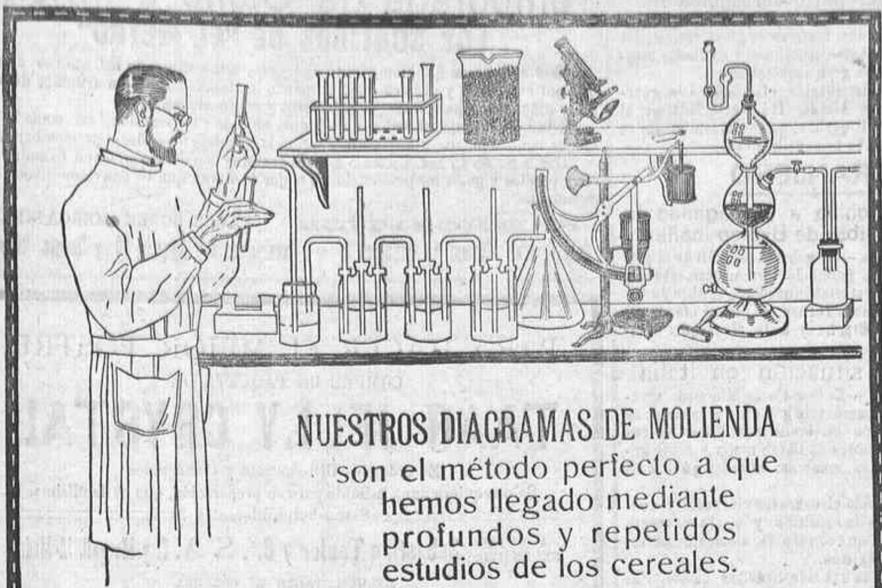 NUESTROS DIAGRAMAS DE MOLIENDA
son el método perfecto a que
hemos llegado mediante
profundos y repetidos
estudios de los cereales.